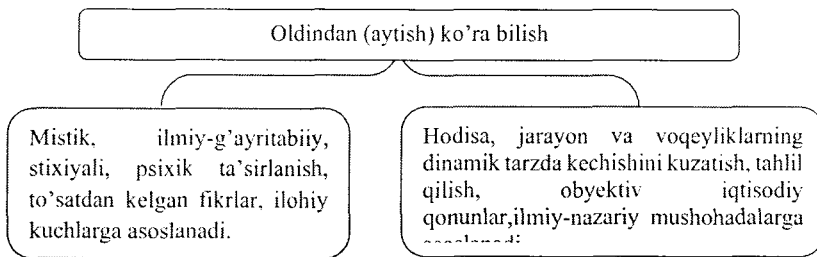 Oldindan (aytish) ko’ra bilish
Mistik, ilmiy-g’ayritabiiy,
stixiyali, psixik ta’sirlanish,
to’satdan kelgan fikrlar, ilohiy
kuchlarga asoslanadi.
Hodisa, jarayon va voqeyliklarning
dinamik tarzda kechishini kuzatish, tahlil
qilish, obyektiv iqtisodiy
qonunlar,ilmiy-nazariy mushohadalarga